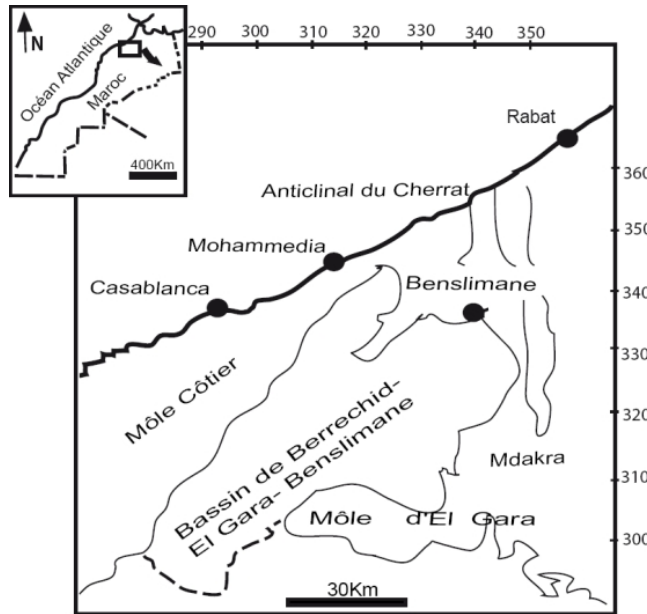 N
Océan Atlantique
Maroc
400Km
290 300 310 320 330 340 350
Rabat
360
Anticlinal du Cherrat
350
Mohammedia
Casablanca
Benslimane
340
330
Môle Côtier
320
Bassin de Berrechid-
El Gara- Benslimane
Mdakra
310
Môle d'El Gara
300
30Km